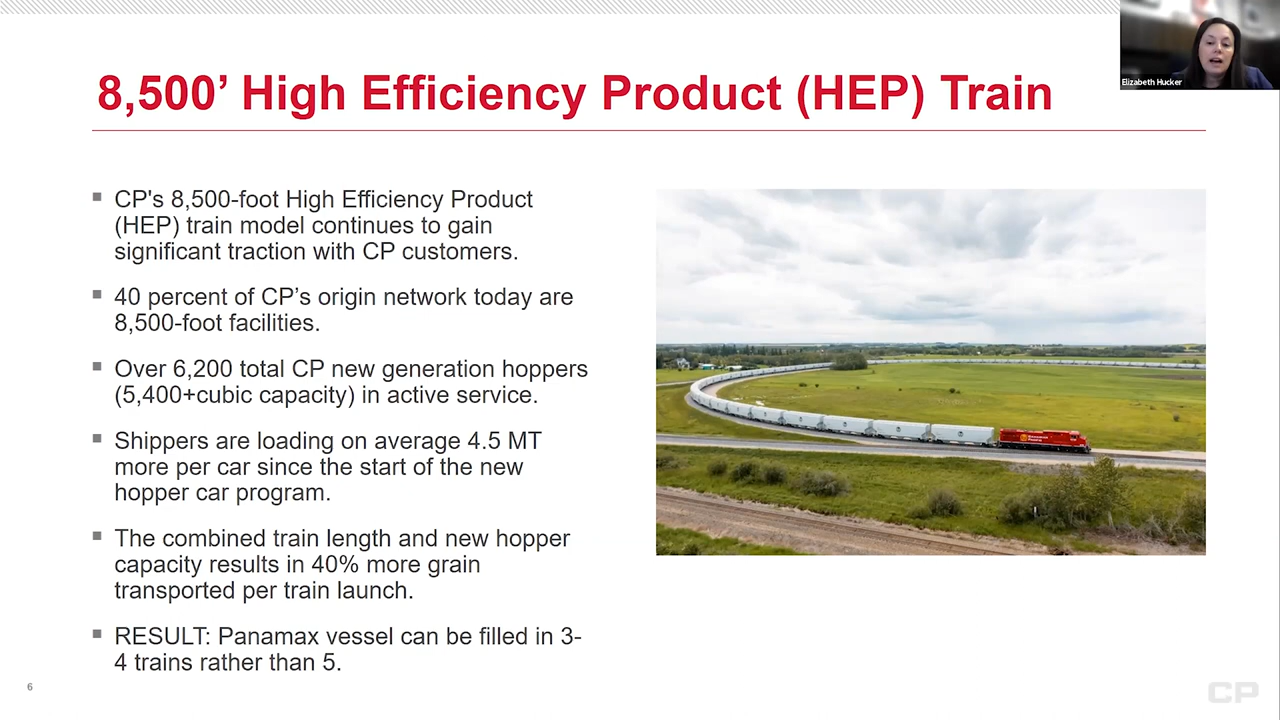 Elizabeth Hucker
8,500’ High Efficiency Product (HEP) Train
▪ CP's 8,500-foot High Efficiency Product
(HEP) train model continues to gain
significant traction with CP customers.
▪ 40 percent of CP’s origin network today are
8,500-foot facilities.
▪ Over 6,200 total CP new generation hoppers
(5,400+cubic capacity) in active service.
▪ Shippers are loading on average 4.5 MT
more per car since the start of the new
hopper car program.
▪ The combined train length and new hopper
capacity results in 40% more grain
transported per train launch.
▪ RESULT: Panamax vessel can be filled in 3-
4 trains rather than 5.
6
CP